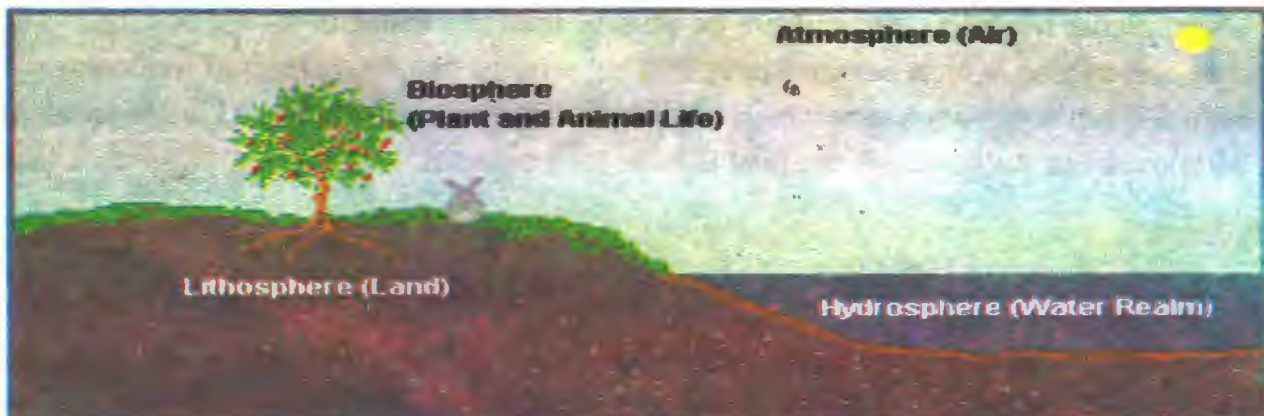 Atmosphere (Air)
Biosphere
(Plant and Animal Life)
Lithosphere (Land)
Hydrosphere (Water Realm)